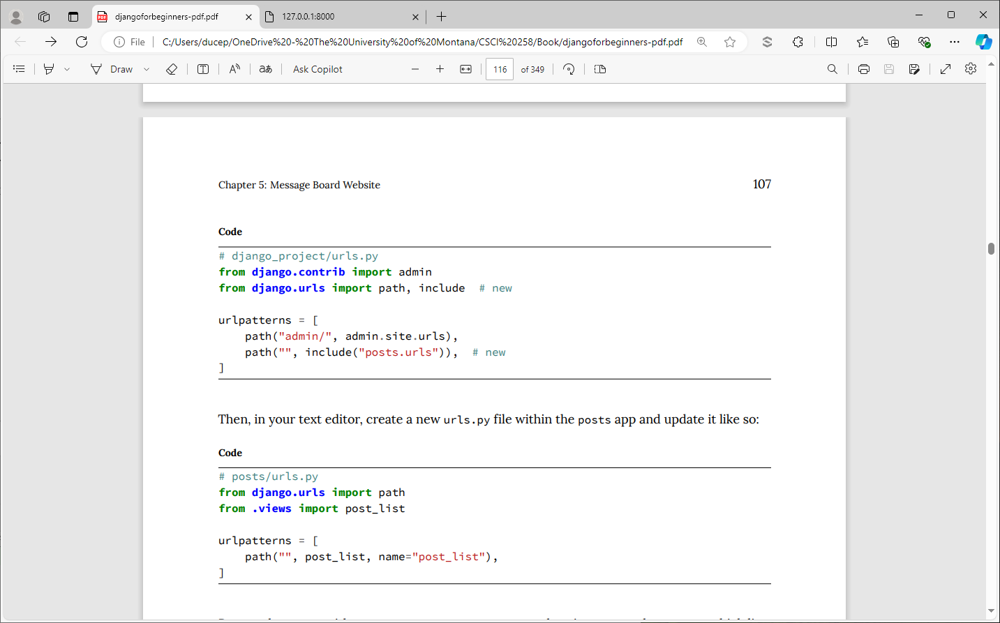 djangoforbeginners-pdf.pdf
127.0.0.1:8000
File
C:/Users/ducep/OneDrive%20-%20The%20University%20of%20Montana/CSCI%20258/Book/djangoforbeginners-pdf.pdf
Draw
Ask Copilot
116 of 349
Chapter 5: Message Board Website 107
Code
# django_project/urls.py
from django.contrib import admin
from django.urls import path, include  # new
urlpatterns = [
    path("admin/", admin.site.urls),
    path("", include("posts.urls")),  # new
]
Then, in your text editor, create a new urls.py file within the posts app and update it like so:
Code
# posts/urls.py
from django.urls import path
from .views import post_list
urlpatterns = [
    path("", post_list, name="post_list"),
]